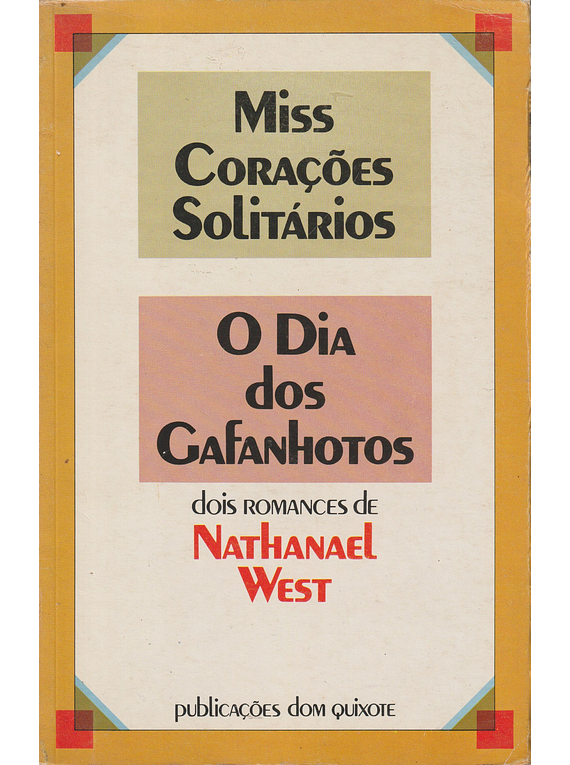 Miss
Corações
Solitários
O Dia
dos
Gafanhotos
dois romances de
Nathanael
West
publicações dom quixote